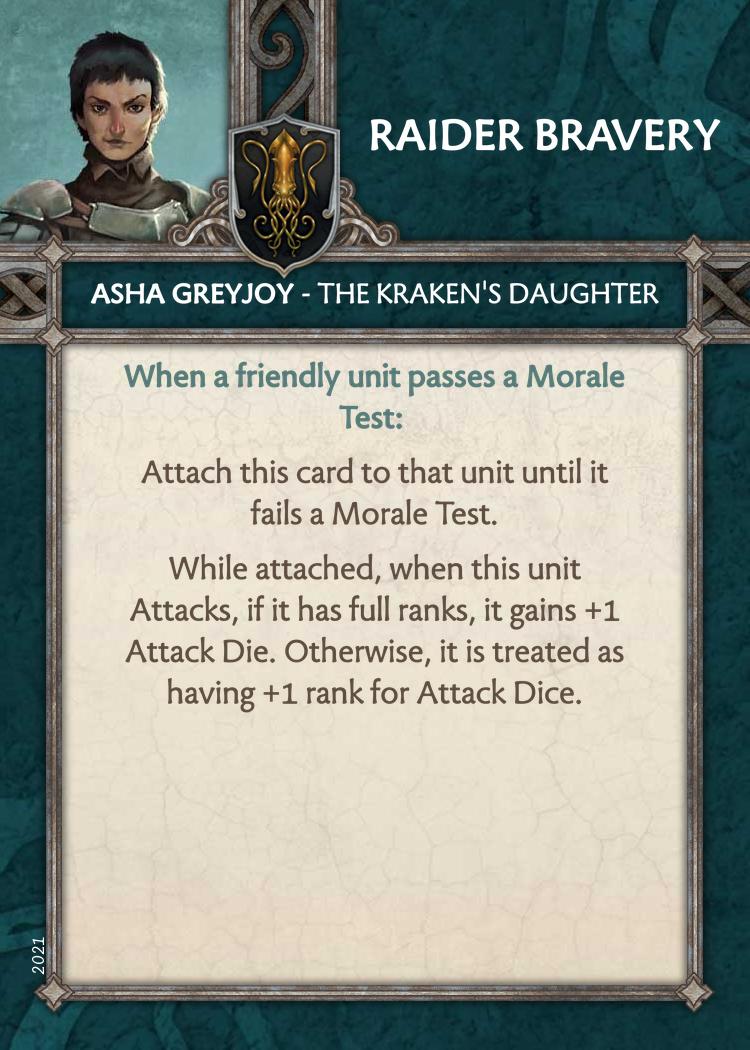 RAIDER BRAVERY
ASHA GREYJOY - THE KRAKEN'S DAUGHTER
When a friendly unit passes a Morale
Test:
Attach this card to that unit until it
fails a Morale Test.
While attached, when this unit
Attacks, if it has full ranks, it gains +1
Attack Die. Otherwise, it is treated as
having +1 rank for Attack Dice.
2021